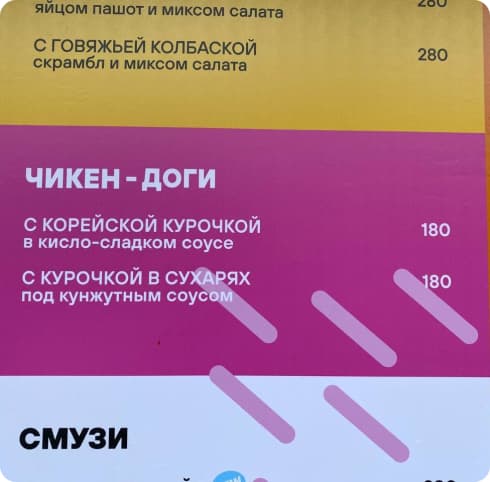 яйцом пашот и миксом салата
280
С ГОВЯЖЬЕЙ КОЛБАСКОЙ
280
скрамбл и миксом салата
ЧИКЕН - ДОГИ
С КОРЕЙСКОЙ КУРОЧКОЙ
180
в кисло-сладком соусе
С КУРОЧКОЙ В СУХАРЯХ
180
под кунжутным соусом
СМУЗИ